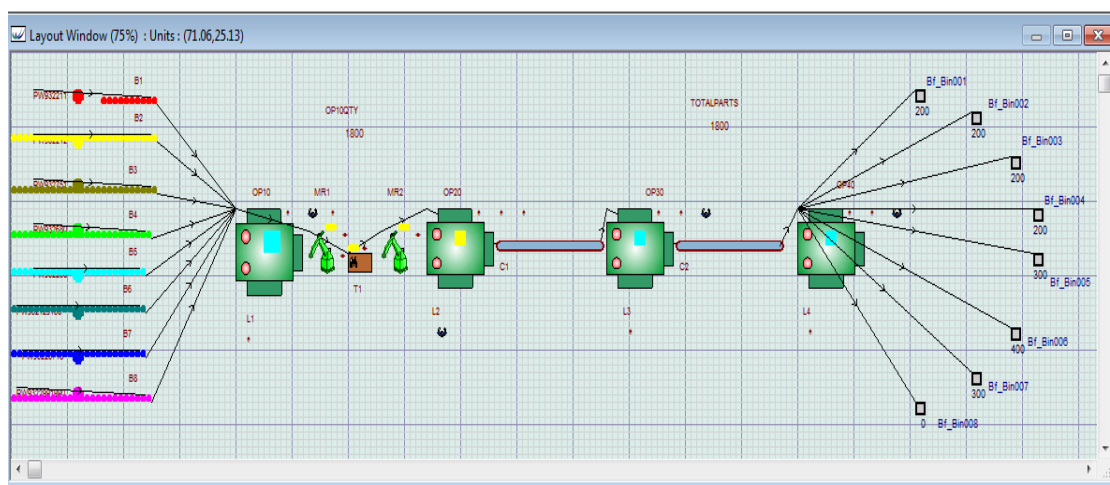 Layout Window (75%) : Units : (71.06,25.13)
B1
B2
B3
B4
B5
B6
B7
B8
OP10QTY
1800
TOTALPARTS
1800
OP10
MR1
MR2
OP20
OP30
OP40
T1
C1
C2
L1
L2
L3
L4
Bf_Bin001
200
Bf_Bin002
200
Bf_Bin003
200
Bf_Bin004
200
300
Bf_Bin005
400
Bf_Bin006
300
Bf_Bin007
0
Bf_Bin008